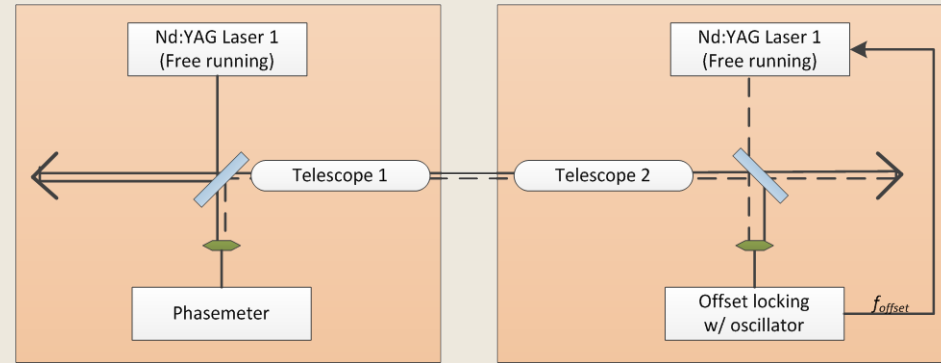 Nd:YAG Laser 1
(Free running)
Nd:YAG Laser 1
(Free running)
Telescope 1
Telescope 2
Phasemeter
Offset locking
w/ oscillator
foffset